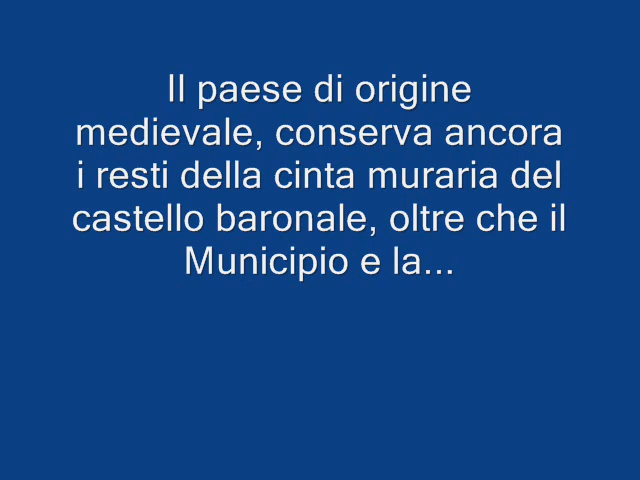 Il paese di origine
medievale, conserva ancora
i resti della cinta muraria del
castello baronale, oltre che il
Municipio e la...